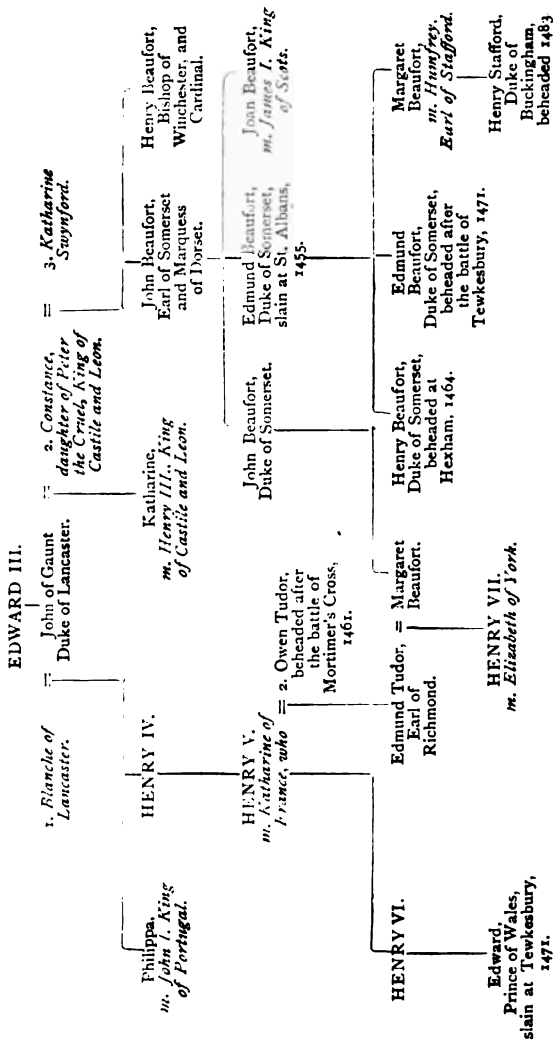 EDWARD III.
1. Blanche of
Lancaster.
=
John of Gaunt
Duke of Lancaster.
=
2. Constance,
daughter of Peter
the Cruel, King of
Castile and Leon.
=
3. Katharine
Swynford.
Philippa,
m. John I. King
of Portugal.
HENRY IV.
Katharine,
m. Henry III. King
of Castile and Leon.
John Beaufort,
Earl of Somerset
and Marquess
of Dorset.
Henry Beaufort,
Bishop of
Winchester, and
Cardinal.
HENRY V.
m. Katharine of
France, who
=
2. Owen Tudor,
beheaded after
the battle of
Mortimer's Cross,
1461.
John Beaufort,
Duke of Somerset.
Edmund Beaufort,
Duke of Somerset,
slain at St. Albans,
1455.
Joan Beaufort,
m. James I. King
of Scots.
HENRY VI.
Edmund Tudor,
Earl of
Richmond.
=
Margaret
Beaufort.
Henry Beaufort,
Duke of Somerset,
beheaded at
Hexham, 1464.
Edmund
Beaufort,
Duke of Somerset,
beheaded after
the battle of
Tewkesbury, 1471.
Margaret
Beaufort,
m. Humfrey,
Earl of Stafford.
Edward,
Prince of Wales,
slain at Tewkesbury,
1471.
HENRY VII.
m. Elizabeth of York.
Henry Stafford,
Duke of
Buckingham,
beheaded 1483